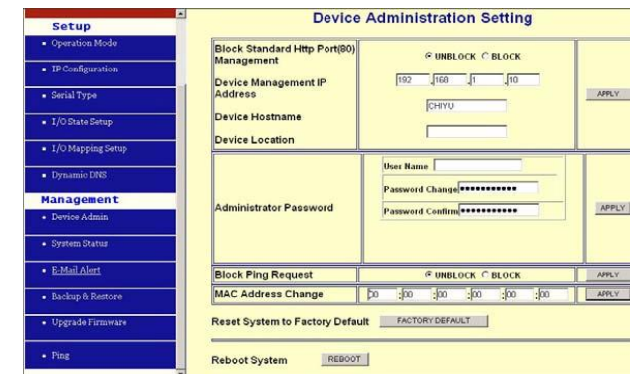 Setup
Operation Mode
IP Configuration
Serial Type
I/O State Setup
I/O Mapping Setup
Dynamic DNS
Management
Device Admin
System Status
E-Mail Alert
Backup & Restore
Upgrade Firmware
Ping
Device Administration Setting
Block Standard Http Port(80)
Management
UNBLOCK BLOCK
Device Management IP
Address
192 .168 .1 .10
Device Hostname
CHIYU
Device Location
APPLY
Administrator Password
User Name
Password Change
Password Confirm
APPLY
Block Ping Request UNBLOCK BLOCK APPLY
MAC Address Change 00 :00 :00 :00 :00 :00 APPLY
Reset System to Factory Default FACTORY DEFAULT
Reboot System REBOOT